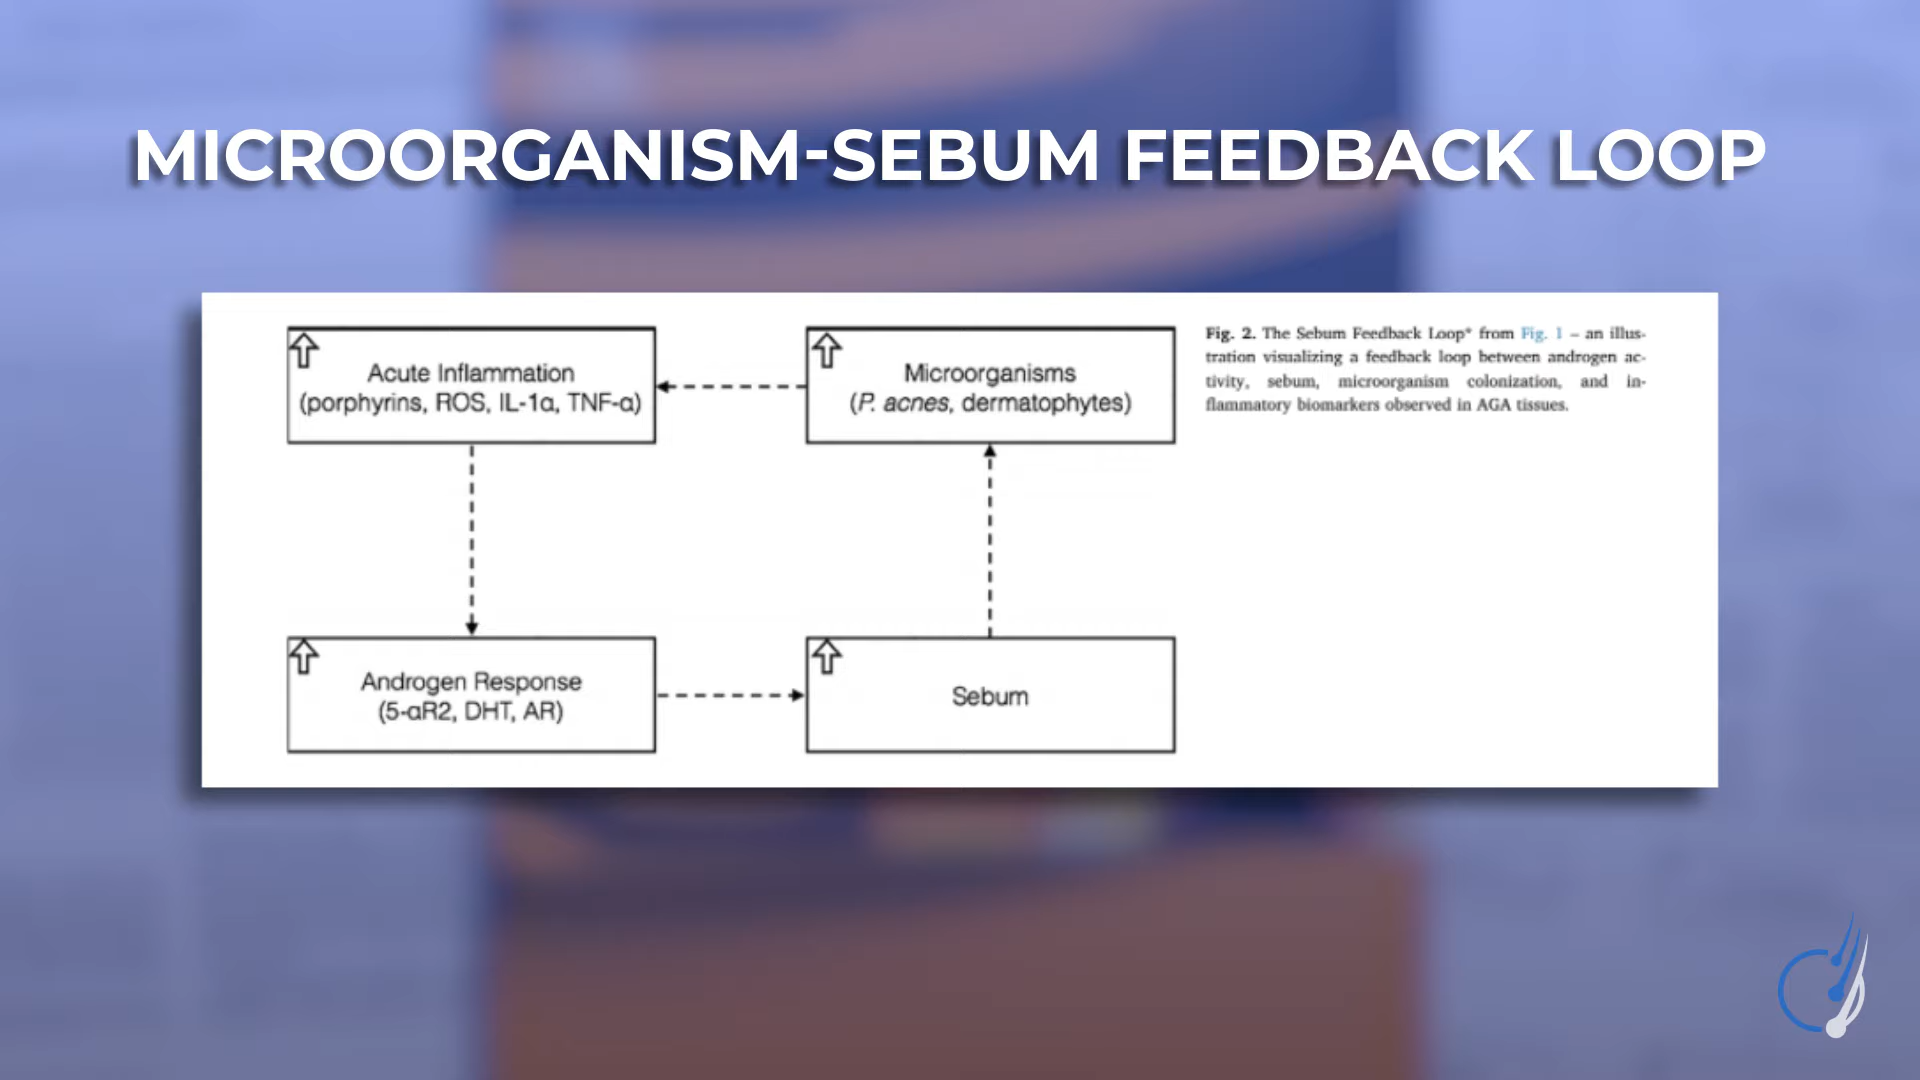 MICROORGANISM-SEBUM FEEDBACK LOOP
Acute Inflammation
(porphyrins, ROS, IL-1α, TNF-α)
Microorganisms
(P. acnes, dermatophytes)
Androgen Response
(5-αR2, DHT, AR)
Sebum
Fig. 2. The Sebum Feedback Loop* from Fig. 1 – an illus-
tration visualizing a feedback loop between androgen ac-
tivity, sebum, microorganism colonization, and in-
flammatory biomarkers observed in AGA tissues.